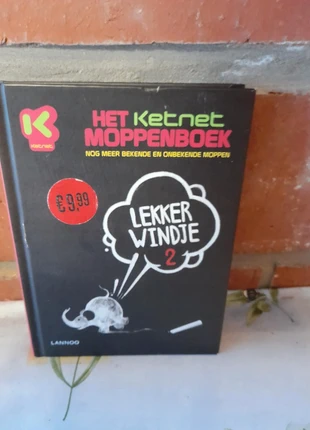 K
ketnet
HET Ketnet
MOPPENBOEK
NOG MEER BEKENDE EN ONBEKENDE MOPPEN
€9,99
LEKKER
WINDJE
2
LANNOO